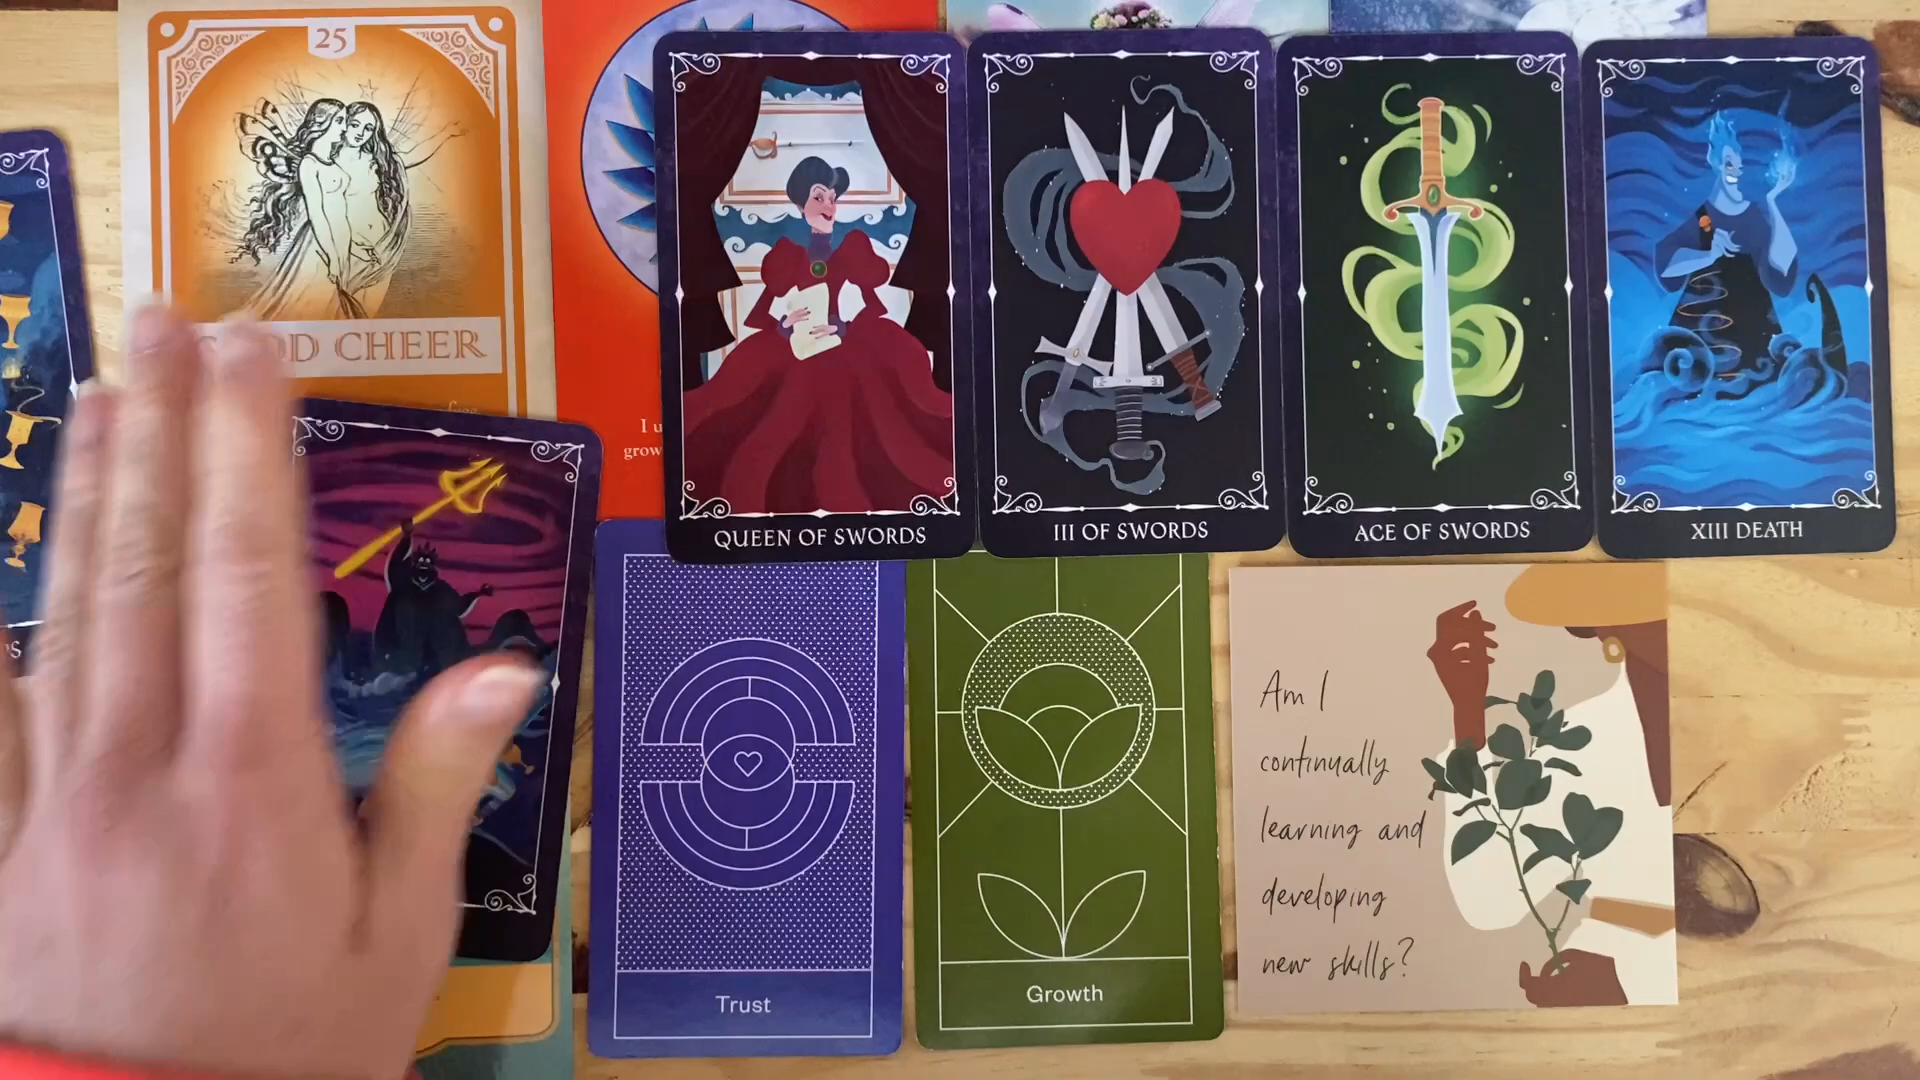 25
CHEER
I u
grow
QUEEN OF SWORDS
III OF SWORDS
ACE OF SWORDS
XIII DEATH
Trust
Growth
Am I
continually
learning and
developing
new skills?